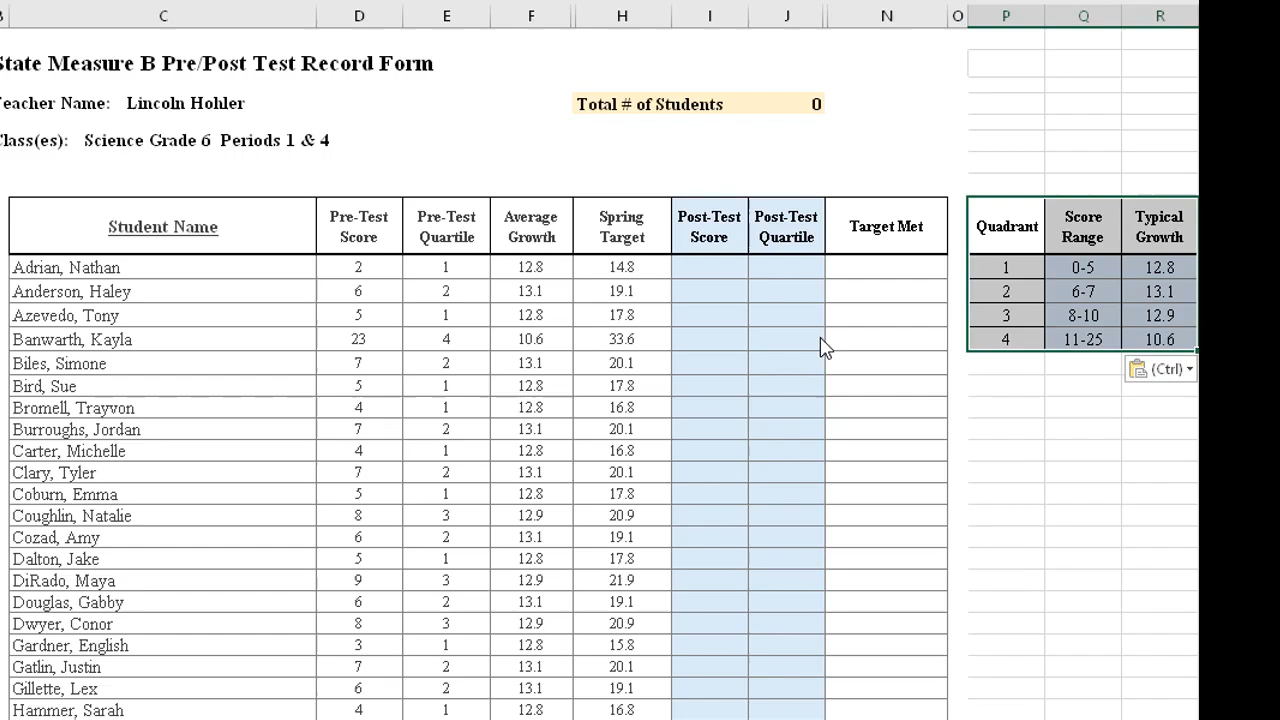 B C D E F H I J N O P Q R
State Measure B Pre/Post Test Record Form
Teacher Name: Lincoln Hohler
Total # of Students 0
Class(es): Science Grade 6 Periods 1 & 4
Student Name Pre-Test Score Pre-Test Quartile Average Growth Spring Target Post-Test Score Post-Test Quartile Target Met Quadrant Score Range Typical Growth
Adrian, Nathan 2 1 12.8 14.8 1 0-5 12.8
Anderson, Haley 6 2 13.1 19.1 2 6-7 13.1
Azevedo, Tony 5 1 12.8 17.8 3 8-10 12.9
Banwarth, Kayla 23 4 10.6 33.6 4 11-25 10.6
Biles, Simone 7 2 13.1 20.1
(Ctrl)
Bird, Sue 5 1 12.8 17.8
Bromell, Trayvon 4 1 12.8 16.8
Burroughs, Jordan 7 2 13.1 20.1
Carter, Michelle 4 1 12.8 16.8
Clary, Tyler 7 2 13.1 20.1
Coburn, Emma 5 1 12.8 17.8
Coughlin, Natalie 8 3 12.9 20.9
Cozad, Amy 6 2 13.1 19.1
Dalton, Jake 5 1 12.8 17.8
DiRado, Maya 9 3 12.9 21.9
Douglas, Gabby 6 2 13.1 19.1
Dwyer, Conor 8 3 12.9 20.9
Gardner, English 3 1 12.8 15.8
Gatlin, Justin 7 2 13.1 20.1
Gillette, Lex 6 2 13.1 19.1
Hammer, Sarah 4 1 12.8 16.8